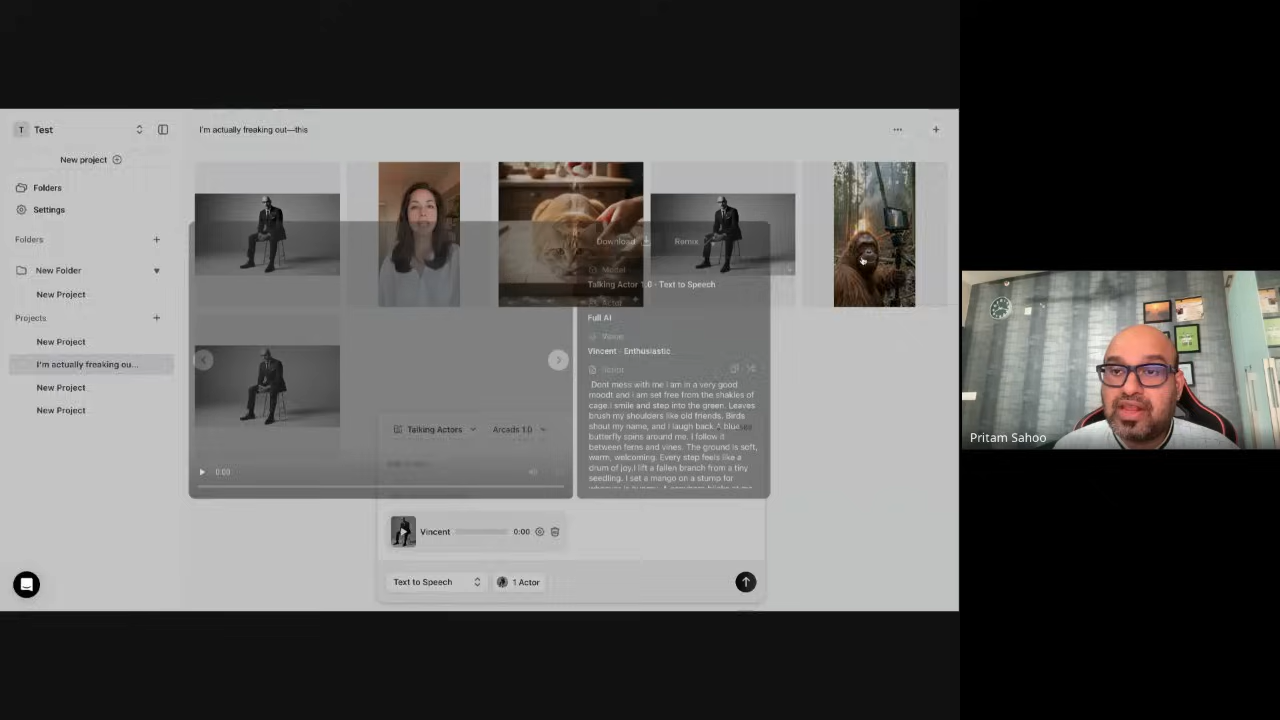 T Test
I'm actually freaking out—this
New project
Folders
Settings
Folders
New Folder
New Project
Projects
New Project
I'm actually freaking ou...
New Project
New Project
Download
Remix
Model
Talking Actor 1.0 - Text to Speech
Actor
Full AI
Vincent - Enthusiastic
Script
Dont mess with me i am in a very good
moodt and i am set free from the shakles of
cage.I smile and step into the green. Leaves
brush my shoulders like old friends. Birds
shout my name, and I laugh back.A blue
butterfly spins around me. I follow it
between ferns and vines. The ground is soft,
warm, welcoming. Every step feels like a
drum of joy.I lift a fallen branch from a tiny
seedling. I set a mango on a stump for
Talking Actors
Arcads 1.0
0:00
Vincent
0:00
Text to Speech
1 Actor
Pritam Sahoo